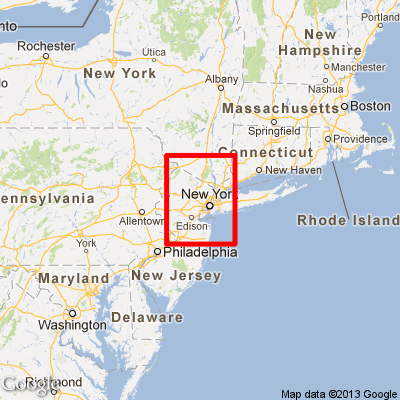 nto
Rochester
Utica
New York
Albany
New
Hampshire
Portland
Manchester
Nashua
Massachusetts
Boston
Springfield
Providence
Connecticut
New Haven
Rhode Island
New York
Edison
ennsylvania
Allentown
York
Philadelphia
Maryland
New Jersey
Washington
Delaware
Richmond
Google
Map data ©2013 Google